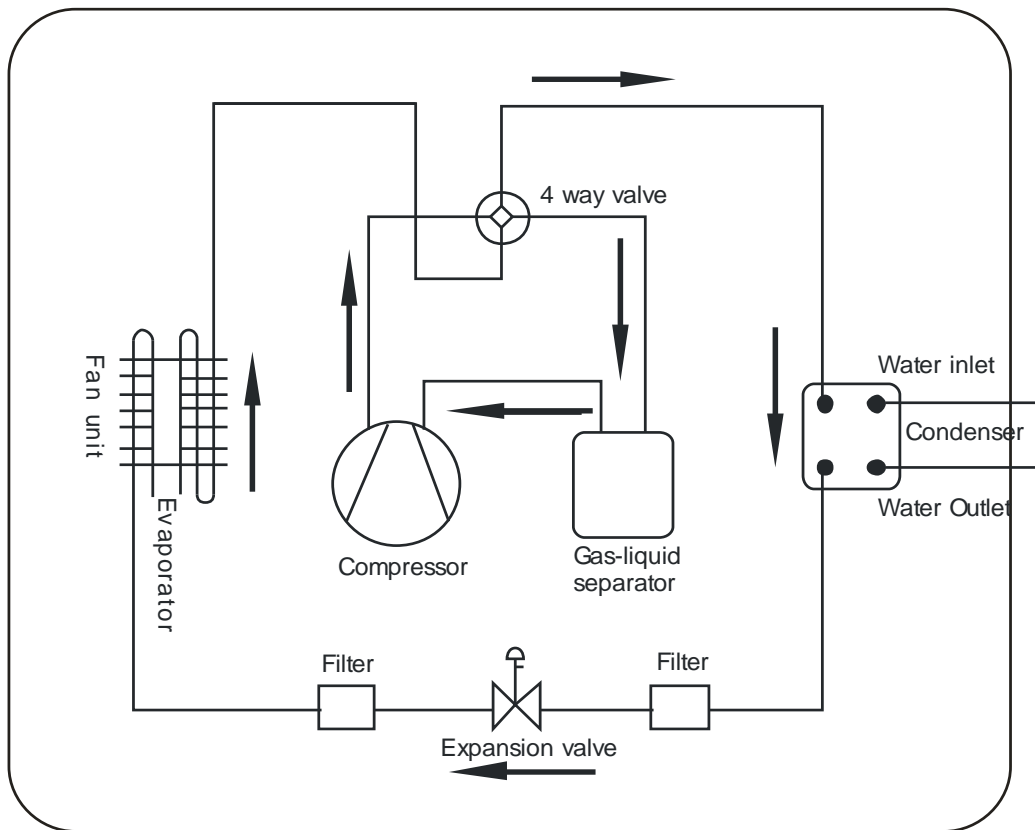 4 way valve
Water inlet
Fan unit
Condenser
Water Outlet
Evaporator
Compressor
Gas-liquid
separator
Filter
Filter
Expansion valve